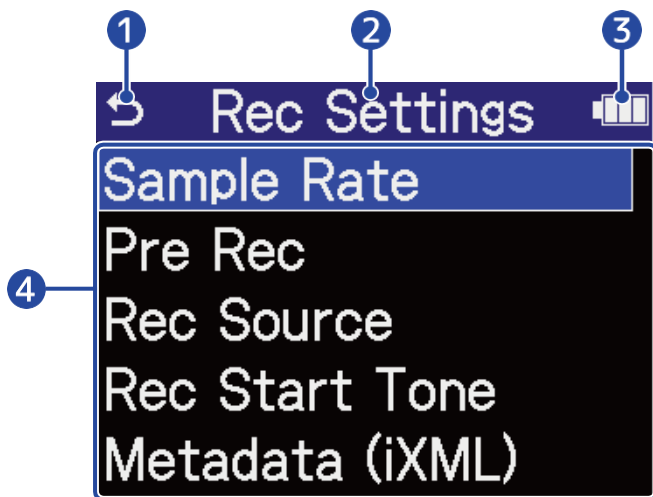 1 2 3
Rec Settings
4
Sample Rate
Pre Rec
Rec Source
Rec Start Tone
Metadata (iXML)